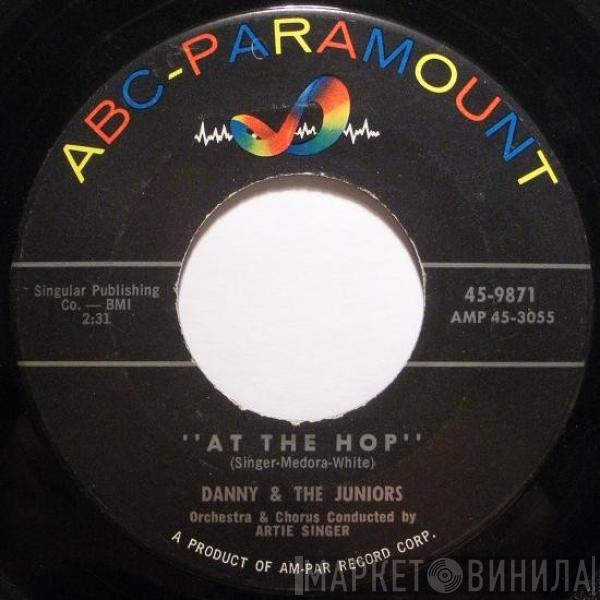 ABC-PARAMOUNT
Singular Publishing
Co. — BMI
2:31
45-9871
AMP 45-3055
"AT THE HOP"
(Singer-Medora-White)
DANNY & THE JUNIORS
Orchestra & Chorus Conducted by
ARTIE SINGER
A PRODUCT OF AM-PAR RECORD CORP.
МАРКЕТ ВИНИЛА